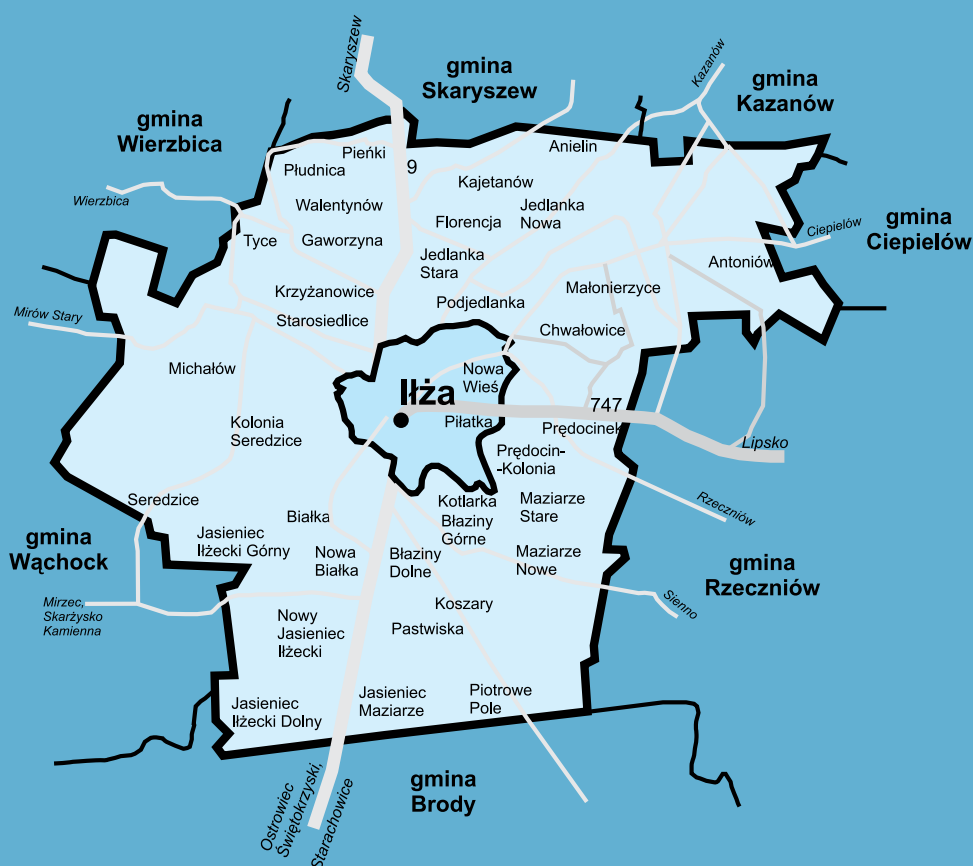 Skaryszew
gmina
Skaryszew
Kazanów
gmina
Kazanów
gmina
Wierzbica
Wierzbica
Pieńki
9
Płudnica
Anielin
Kajetanów
Walentynów
Florencja
Jedlanka
Nowa
gmina
Ciepielów
Ciepielów
Tyce
Gaworzyna
Jedlanka
Stara
Antoniów
Krzyżanowice
Małonierzyce
Podjedlanka
Mirów Stary
Starosiedlice
Chwałowice
Michałów
Nowa
Wieś
Iłża
747
Kolonia
Seredzice
Piłatka
Prędocinek
Lipsko
Prędocin-
-Kolonia
Seredzice
Kotlarka
Maziarze
Stare
Rzeczniów
Białka
Błaziny
Górne
gmina
Wąchock
Jasieniec
Iłżecki Górny
Nowa
Białka
Błaziny
Dolne
Maziarze
Nowe
gmina
Rzeczniów
Mirzec,
Skarżysko
Kamienna
Koszary
Sienno
Nowy
Jasieniec
Iłżecki
Pastwiska
Jasieniec
Iłżecki Dolny
Jasieniec
Maziarze
Piotrowe
Pole
Ostrowiec
Świętokrzyski,
Starachowice
gmina
Brody